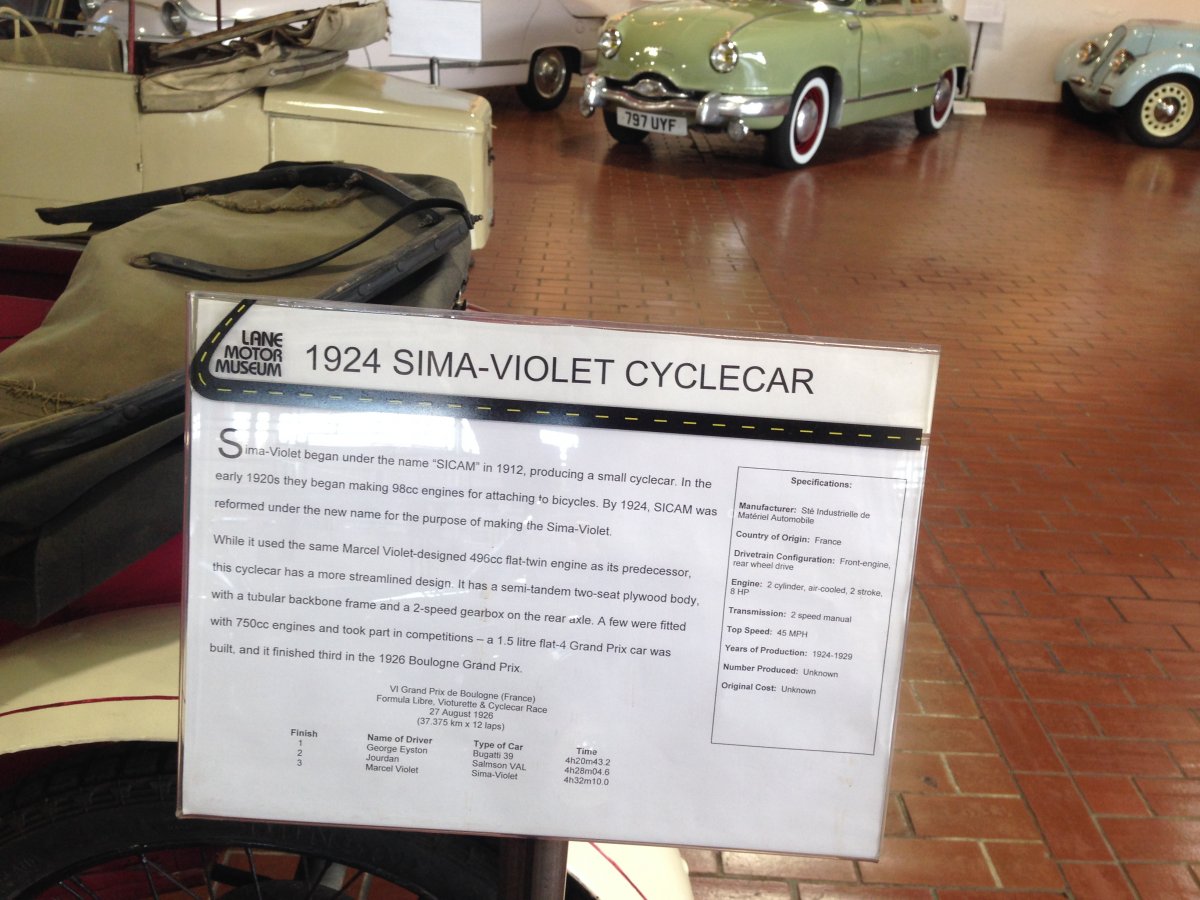 797 UYF
LANE
MOTOR
MUSEUM
1924 SIMA-VIOLET CYCLECAR
Sima-Violet began under the name “SICAM” in 1912, producing a small cyclecar. In the
early 1920s they began making 98cc engines for attaching to bicycles. By 1924, SICAM was
reformed under the new name for the purpose of making the Sima-Violet.
While it used the same Marcel Violet-designed 496cc flat-twin engine as its predecessor,
this cyclecar has a more streamlined design. It has a semi-tandem two-seat plywood body,
with a tubular backbone frame and a 2-speed gearbox on the rear axle. A few were fitted
with 750cc engines and took part in competitions – a 1.5 litre flat-4 Grand Prix car was
built, and it finished third in the 1926 Boulogne Grand Prix.
VI Grand Prix de Boulogne (France)
Formula Libre, Vioturette & Cyclecar Race
27 August 1926
(37.375 km x 12 laps)
Finish Name of Driver Type of Car Time
1 George Eyston Bugatti 39 4h20m43.2
2 Jourdan Salmson VAL 4h28m04.6
3 Marcel Violet Sima-Violet 4h32m10.0
Specifications:
Manufacturer: Sté Industrielle de
Matériel Automobile
Country of Origin: France
Drivetrain Configuration: Front-engine,
rear wheel drive
Engine: 2 cylinder, air-cooled, 2 stroke,
8 HP
Transmission: 2 speed manual
Top Speed: 45 MPH
Years of Production: 1924-1929
Number Produced: Unknown
Original Cost: Unknown